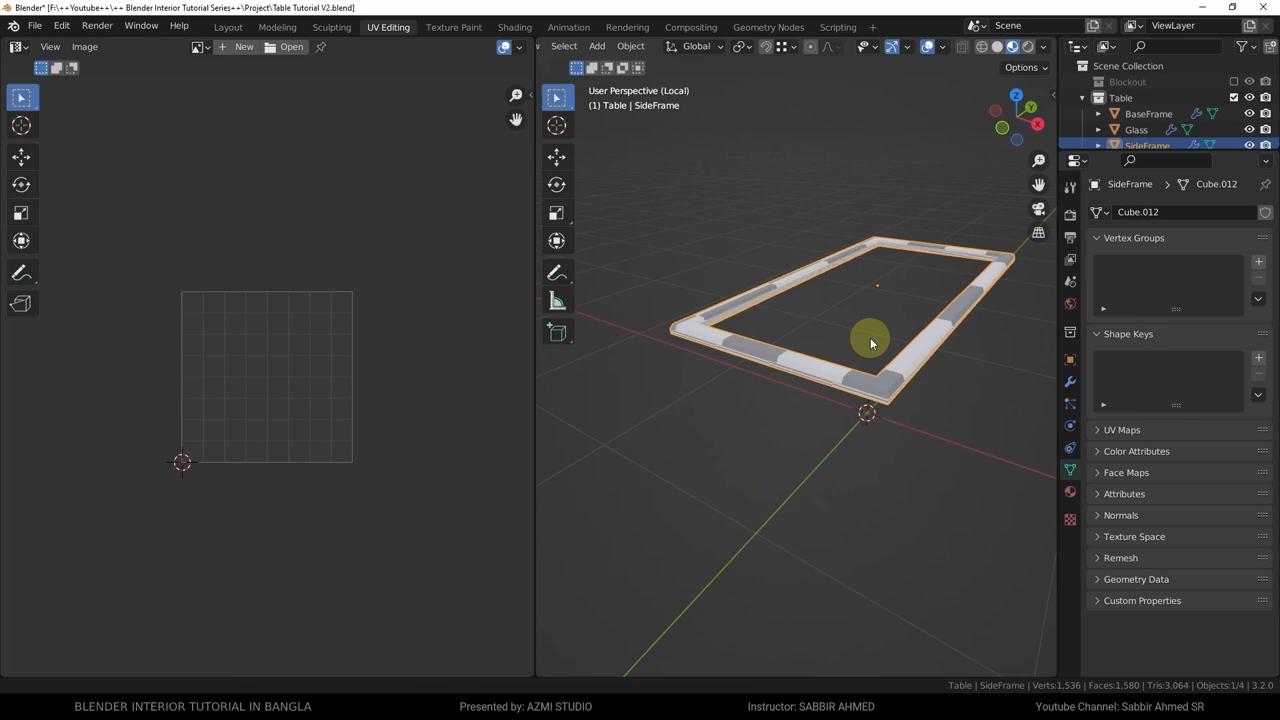 Blender* [F:\++Youtube++\++ Blender Interior Tutorial Series++\Project\Table Tutorial V2.blend]
File Edit Render Window Help
Layout Modeling Sculpting UV Editing Texture Paint Shading Animation Rendering Compositing Geometry Nodes Scripting
Scene
ViewLayer
View Image
New
Open
Select Add Object
Global
Options
User Perspective (Local)
(1) Table | SideFrame
Z
Y
X
Scene Collection
Blockout
Table
BaseFrame
Glass
SideFrame
SideFrame > Cube.012
Cube.012
Vertex Groups
Shape Keys
UV Maps
Color Attributes
Face Maps
Attributes
Normals
Texture Space
Remesh
Geometry Data
Custom Properties
Table | SideFrame | Verts:1,536 | Faces:1,580 | Tris:3,064 | Objects:1/4 | 3.2.0
BLENDER INTERIOR TUTORIAL IN BANGLA
Presented by: AZMI STUDIO
Instructor: SABBIR AHMED
Youtube Channel: Sabbir Ahmed SR